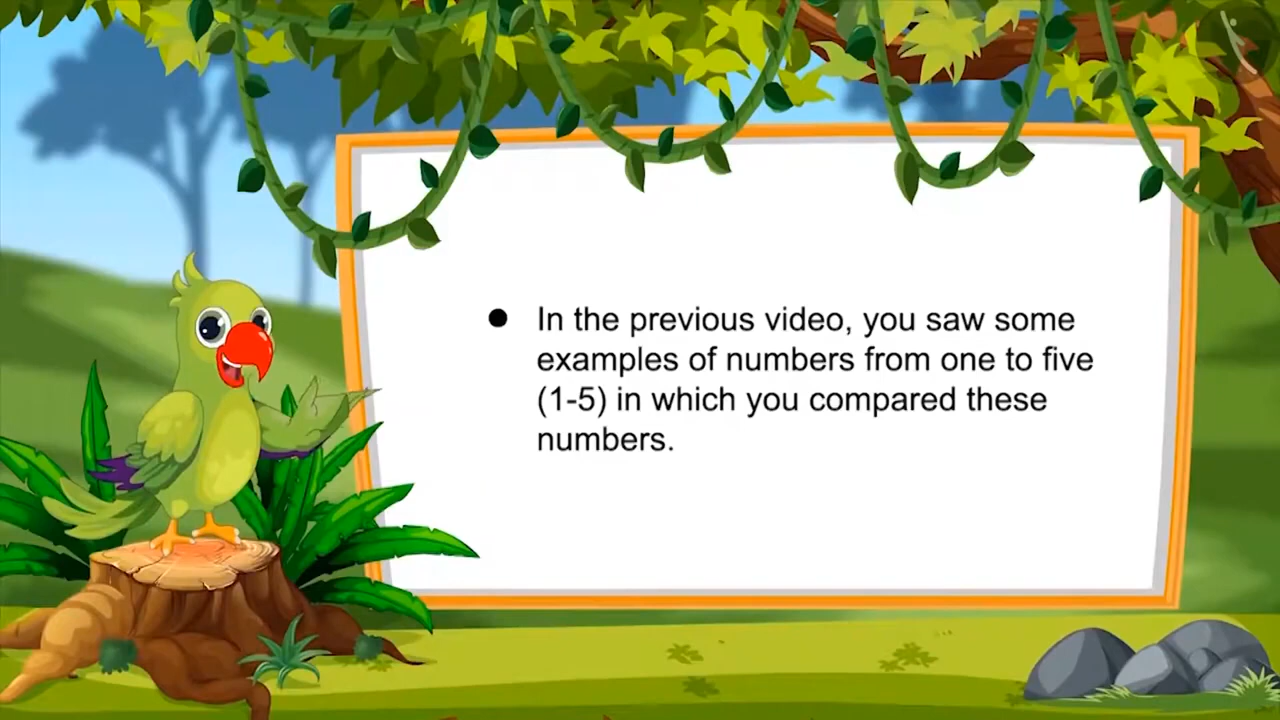 ● In the previous video, you saw some
examples of numbers from one to five
(1-5) in which you compared these
numbers.